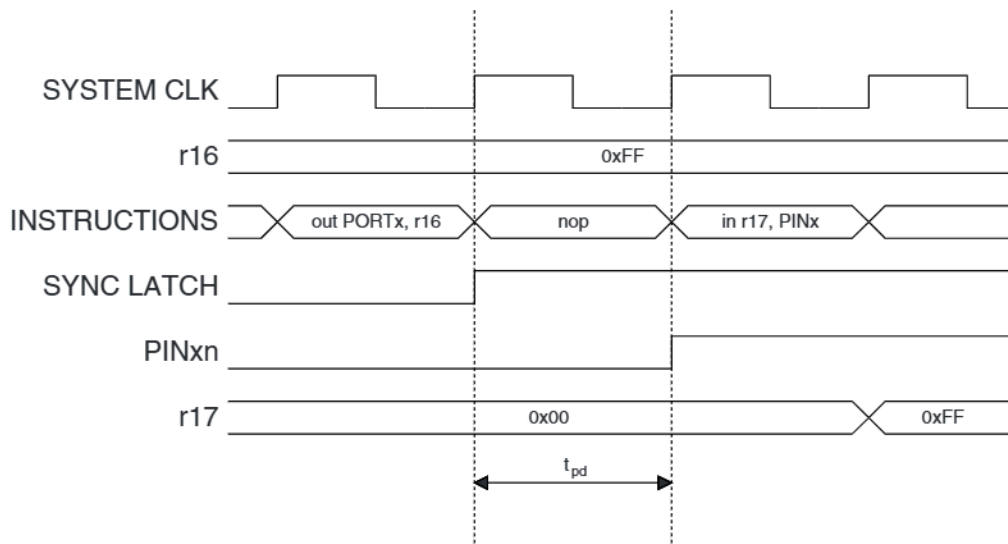 SYSTEM CLK
r16
0xFF
INSTRUCTIONS
out PORTx, r16
nop
in r17, PINx
SYNC LATCH
PINxn
r17
0x00
0xFF
tpd